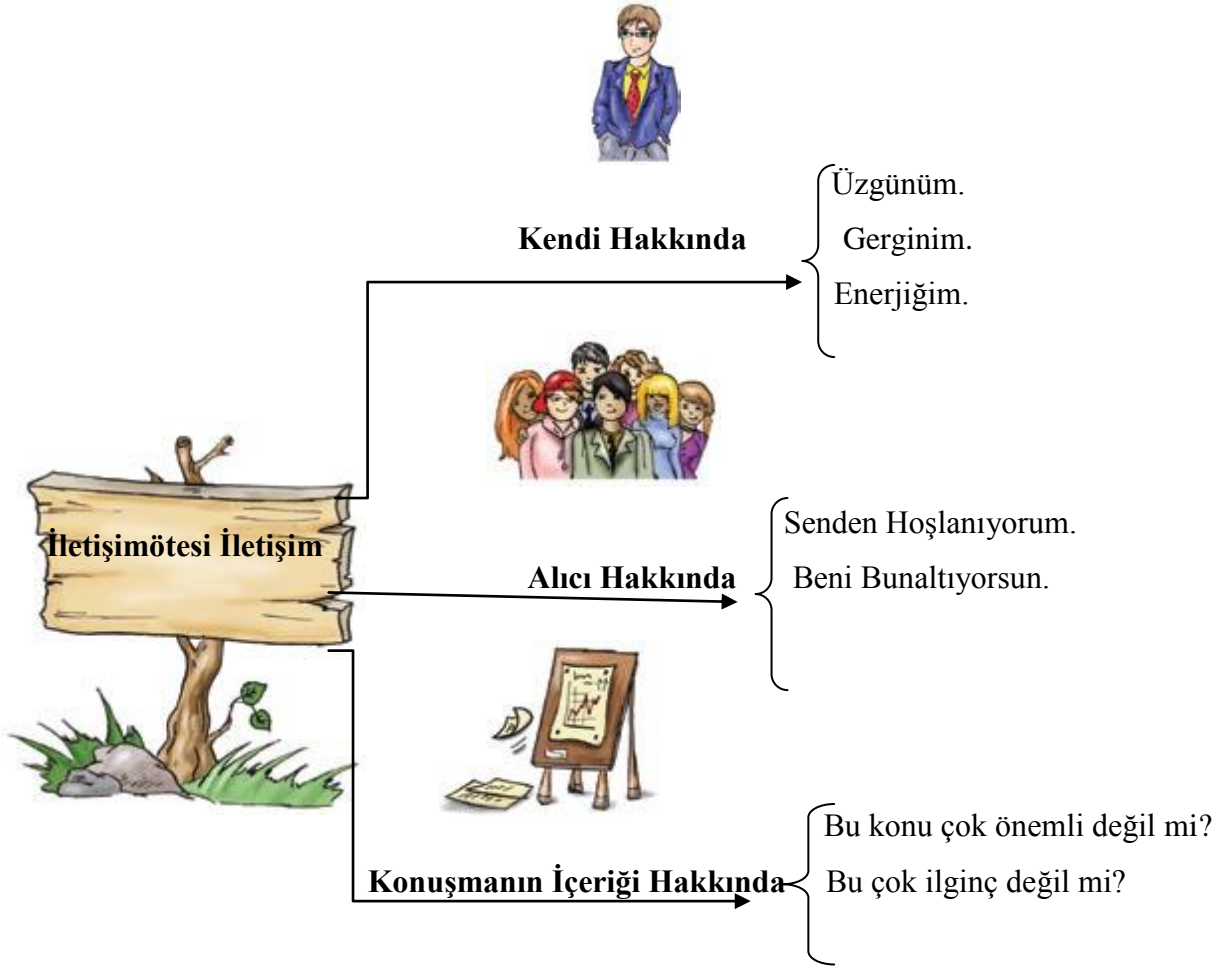 Üzgünüm.
Kendi Hakkında
Gerginim.
Enerjiğim.
İletişimötesi İletişim
Senden Hoşlanıyorum.
Alıcı Hakkında
Beni Bunaltıyorsun.
Bu konu çok önemli değil mi?
Konuşmanın İçeriği Hakkında
Bu çok ilginç değil mi?